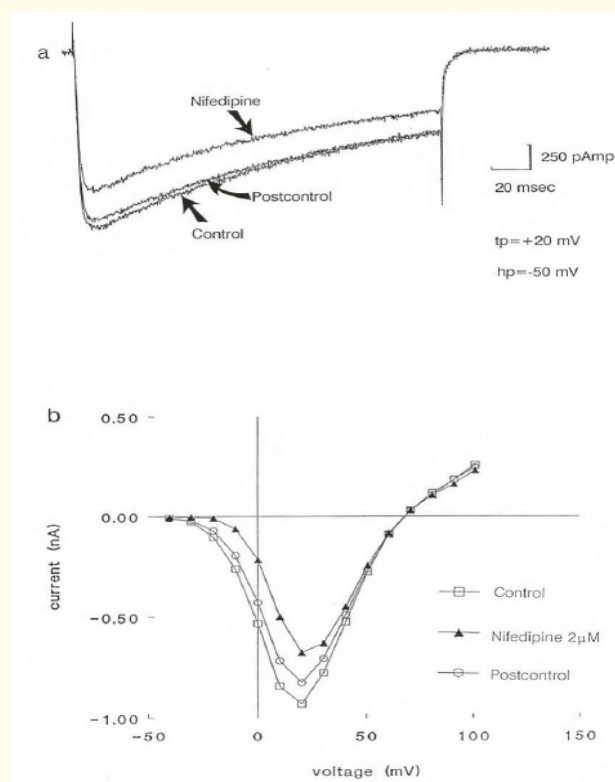 a
Nifedipine
Postcontrol
Control
250 pAmp
20 msec
tp=+20 mV
hp=-50 mV
b
0.50
0.00
-0.50
-1.00
current (nA)
Control
Nifedipine 2μM
Postcontrol
-50 0 50 100 150
voltage (mV)